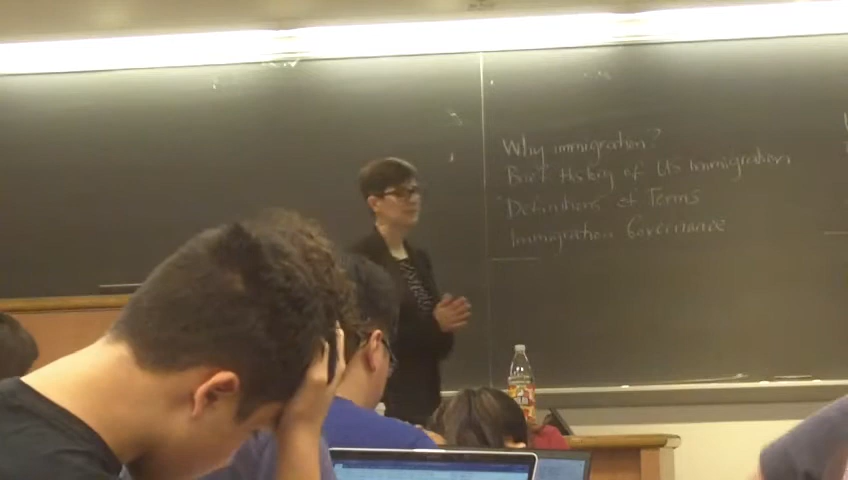 Why immigration?
Brief History of US Immigration
Definitions of Terms
Immigration Governance